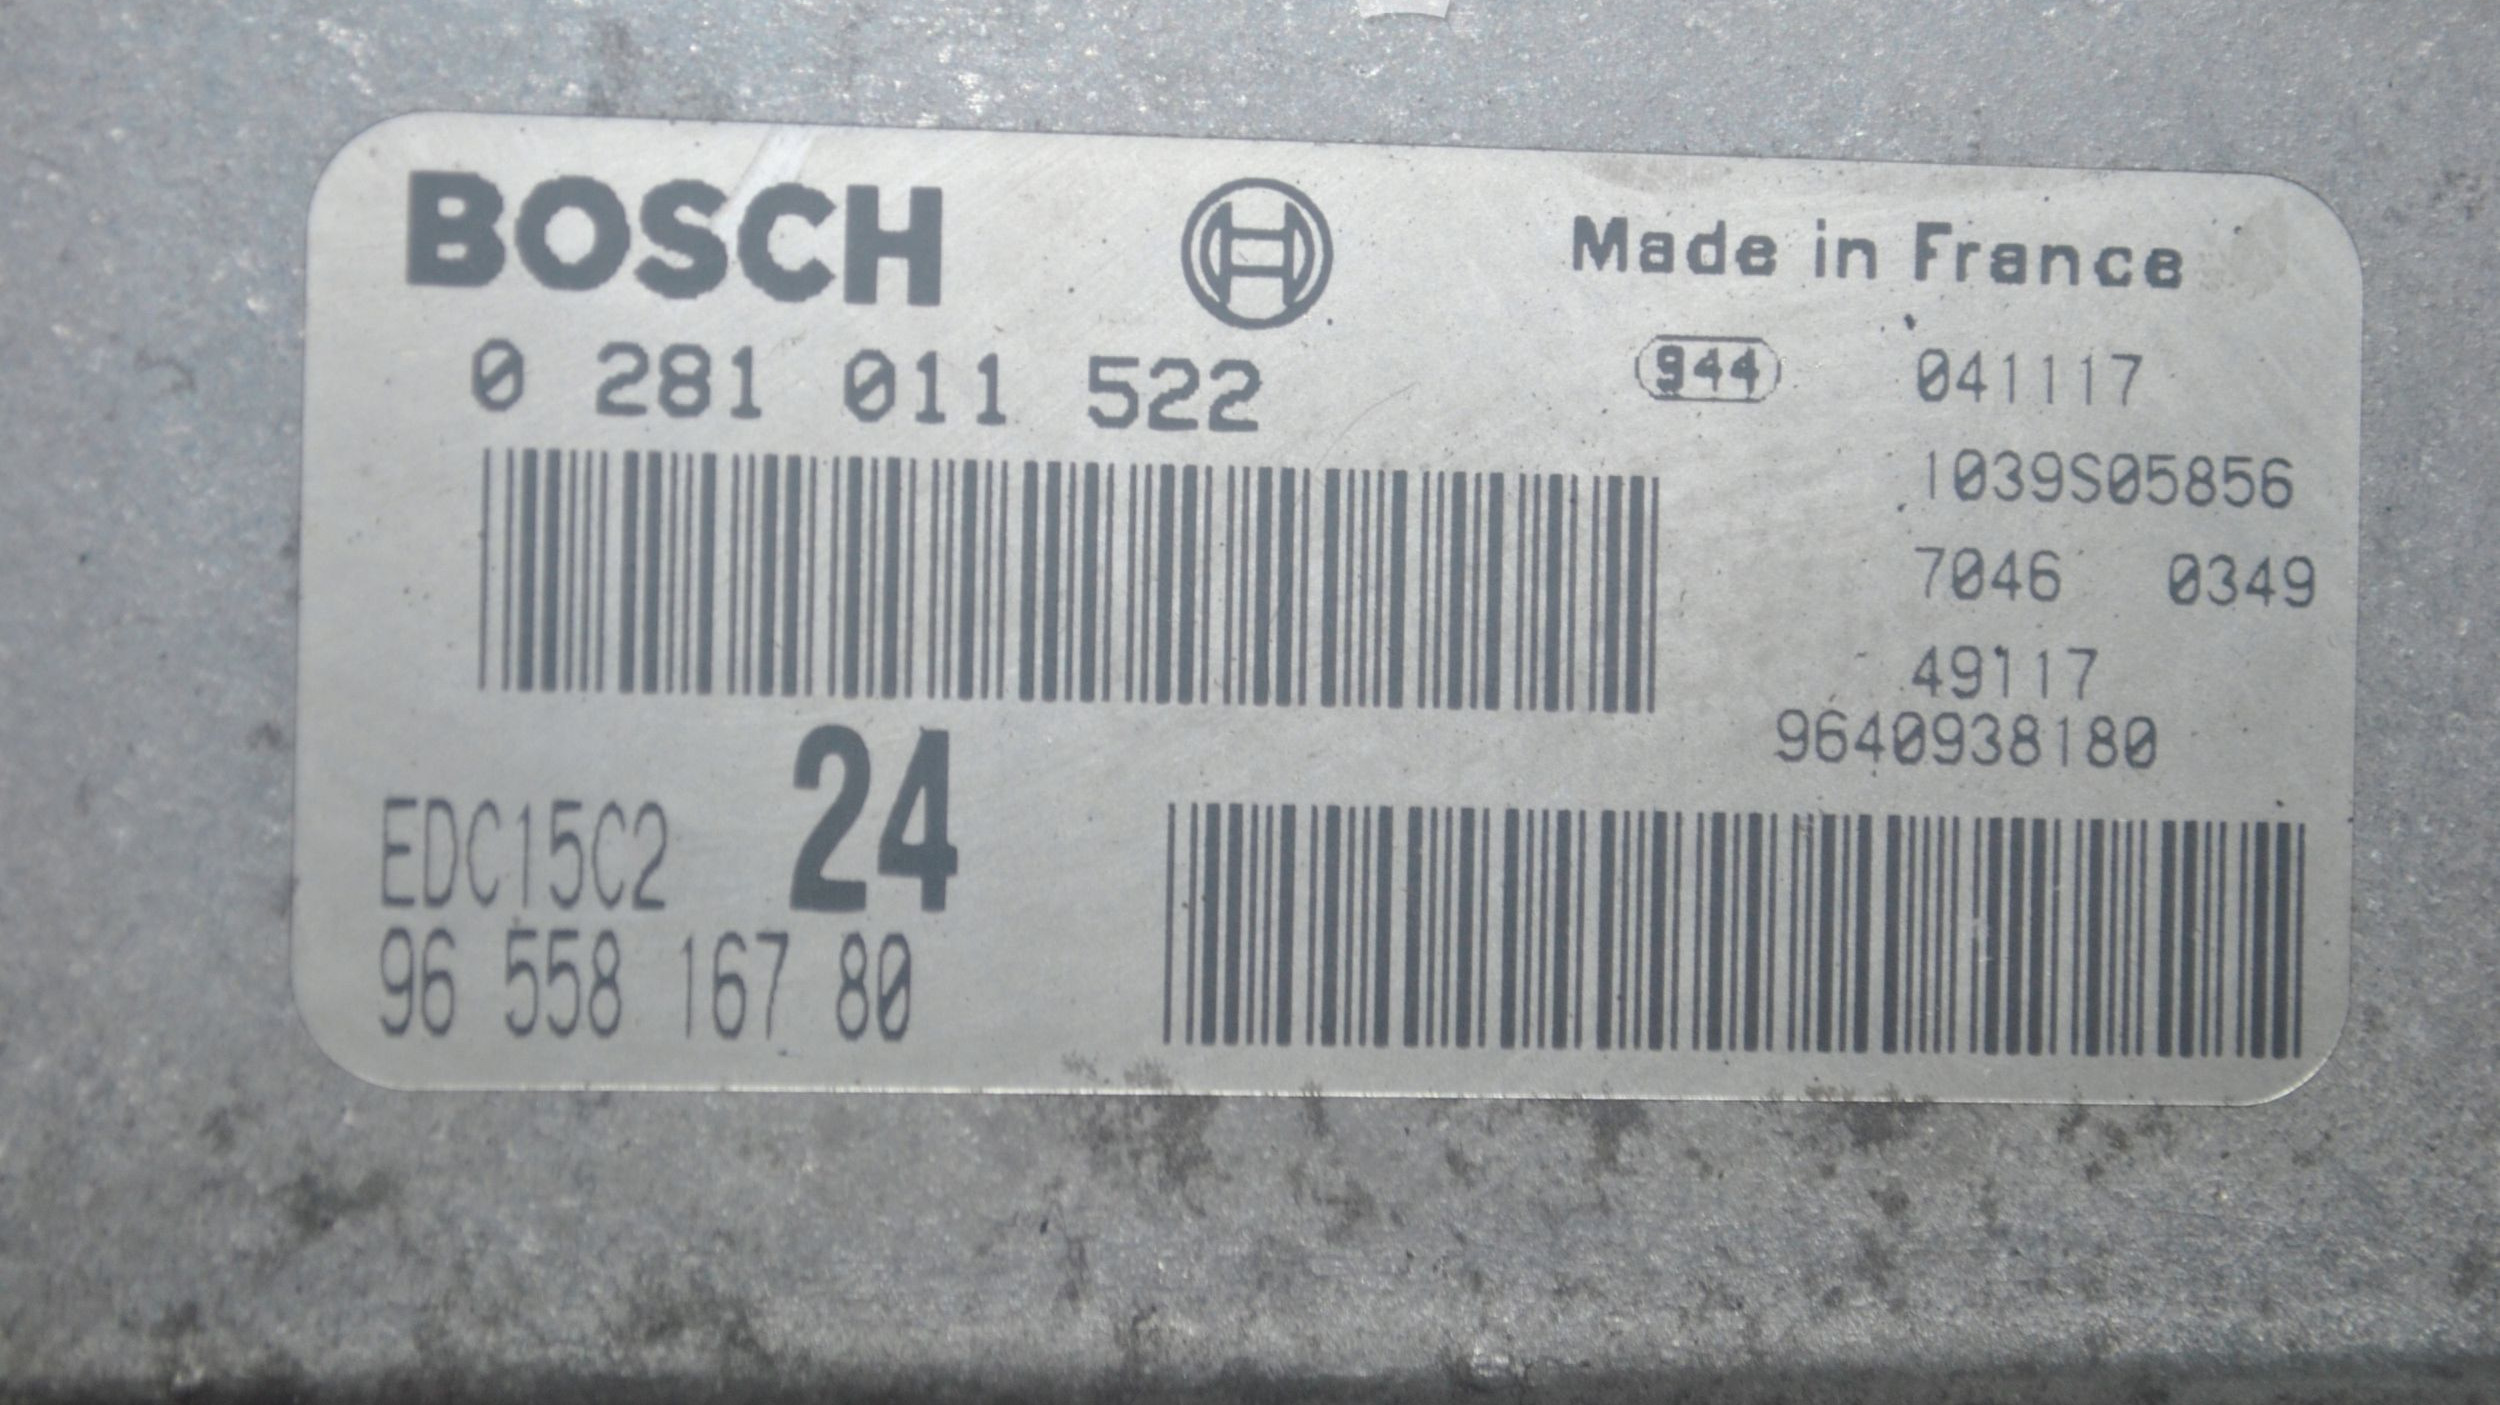 BOSCH
Made in France
0 281 011 522
944 041117
1039S05856
7046 0349
49117
9640938180
EDC15C2 24
96 558 167 80